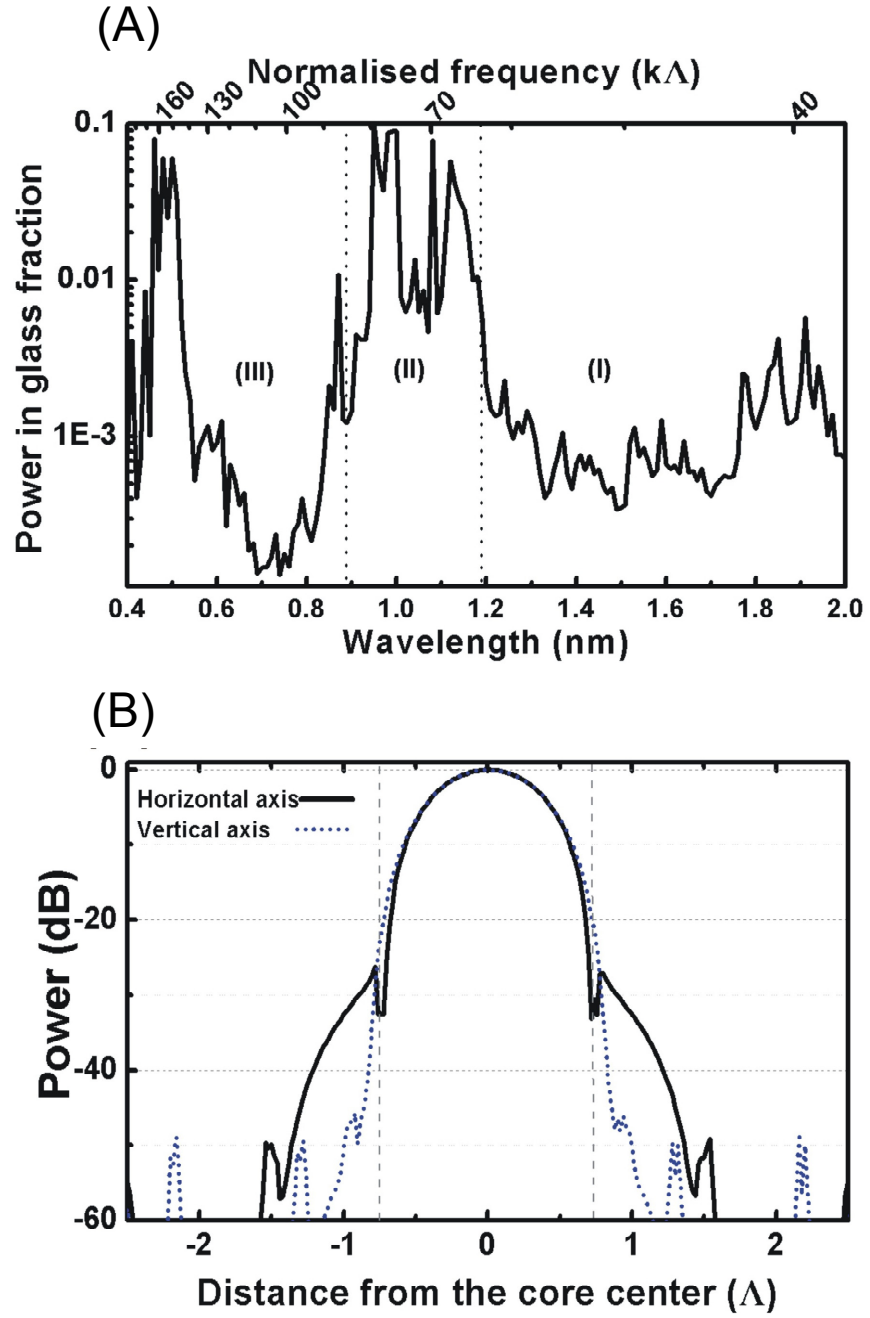 (A)
Normalised frequency (kΛ)
160 130 100 70 40
Power in glass fraction
0.1
0.01
1E-3
(III) (II) (I)
0.4 0.6 0.8 1.0 1.2 1.4 1.6 1.8 2.0
Wavelength (nm)
(B)
Power (dB)
0
-20
-40
-60
Horizontal axis
Vertical axis
-2 -1 0 1 2
Distance from the core center (Λ)